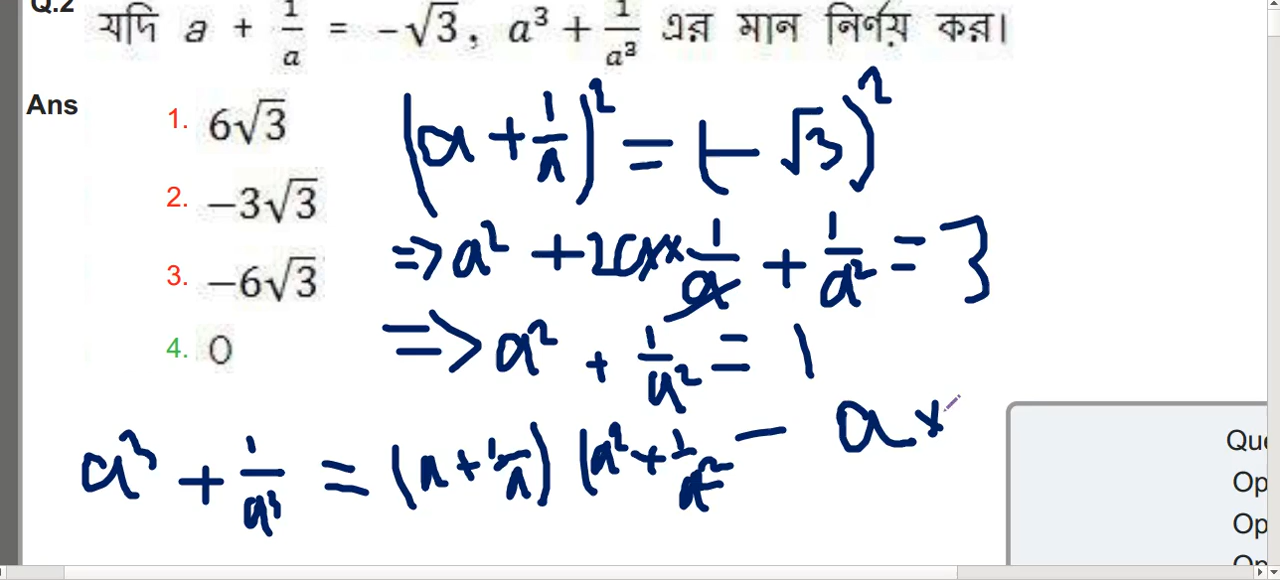 Q.2
যদি a + 1/a = −√3, a³ + 1/a³ এর মান নির্ণয় কর।
Ans
1. 6√3
2. −3√3
3. −6√3
4. 0
(a + 1/a)² = (− √3)²
=> a² + 2a × 1/a + 1/a² = 3
=> a² + 1/a² = 1
a³ + 1/a³ = (a + 1/a) (a² + 1/a² − a ×
Que
Op
Op
Op